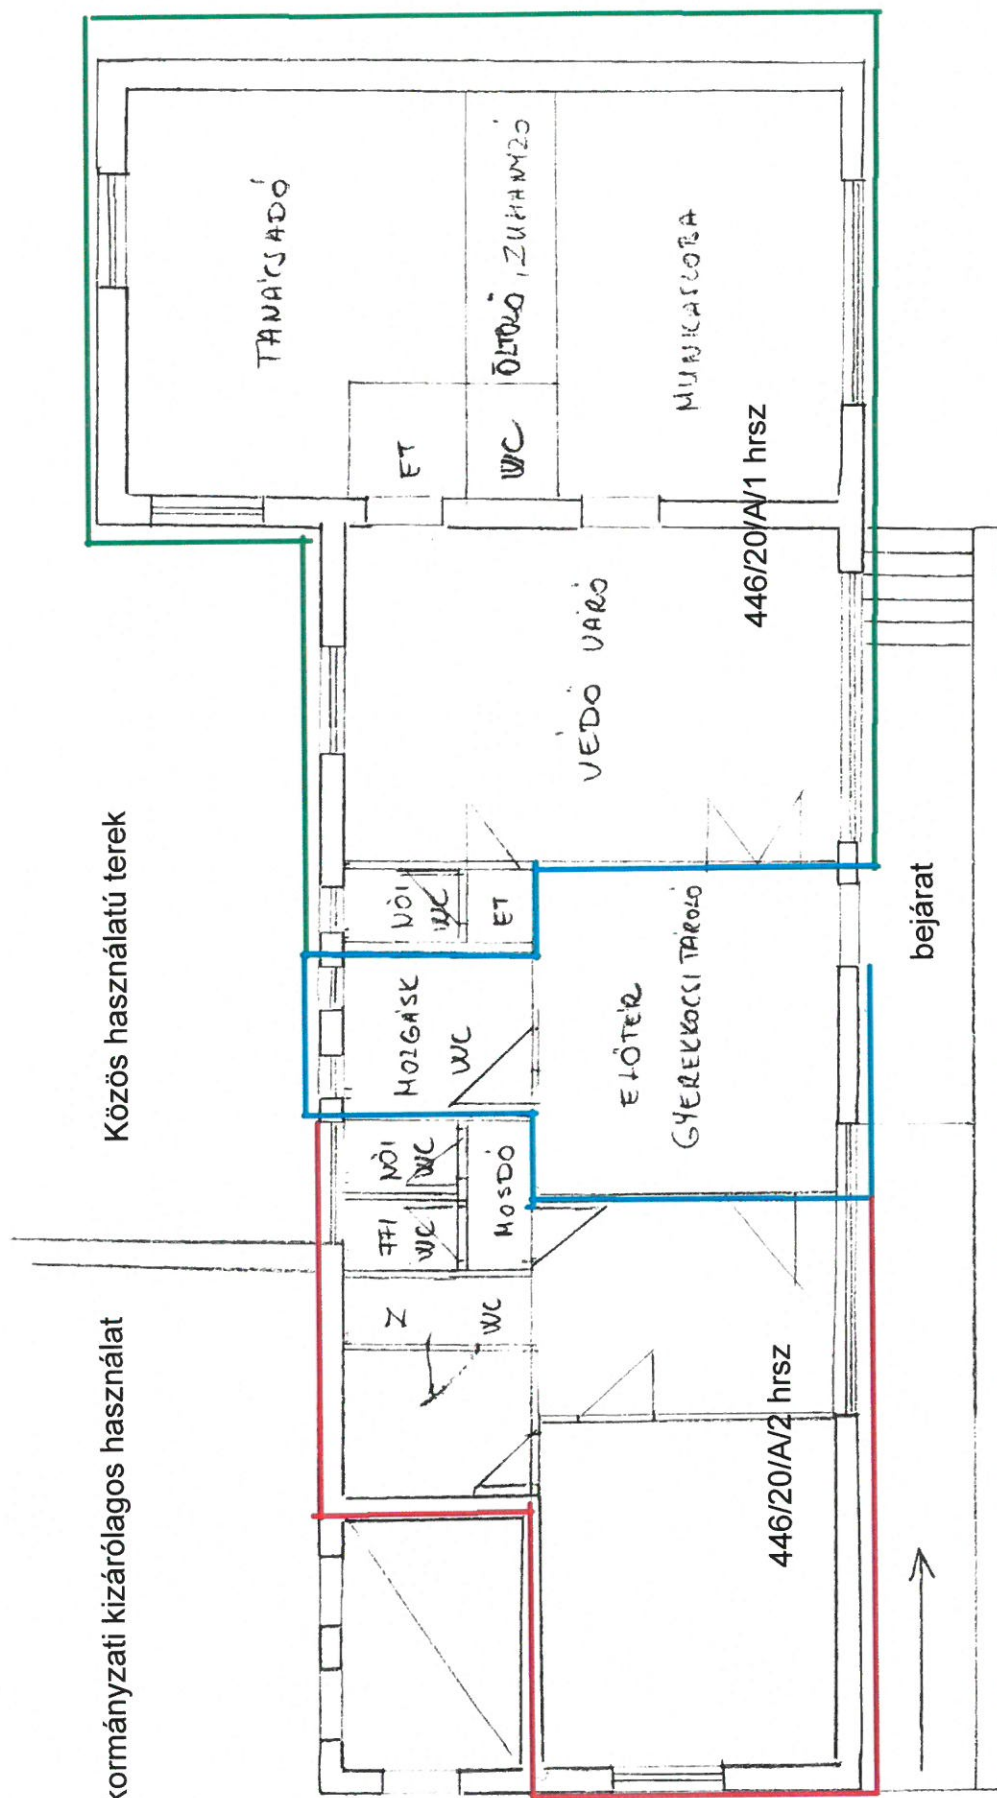 kormányzati kizárólagos használat
Közös használatú terek
TANÁCSADÓ
ET
WC
ÖLTÖZŐ, ZUHANYZÓ
MUNKASZOBA
446/20/A/1 hrsz
VÉDŐ VÁRÓ
NŐI
WC
ET
MOZGÁSK
WC
ELŐTÉR
GYEREKKOCSI TÁROLÓ
bejárat
NŐI
WC
FFI
WC
MOSDÓ
Z
WC
446/20/A/2 hrsz